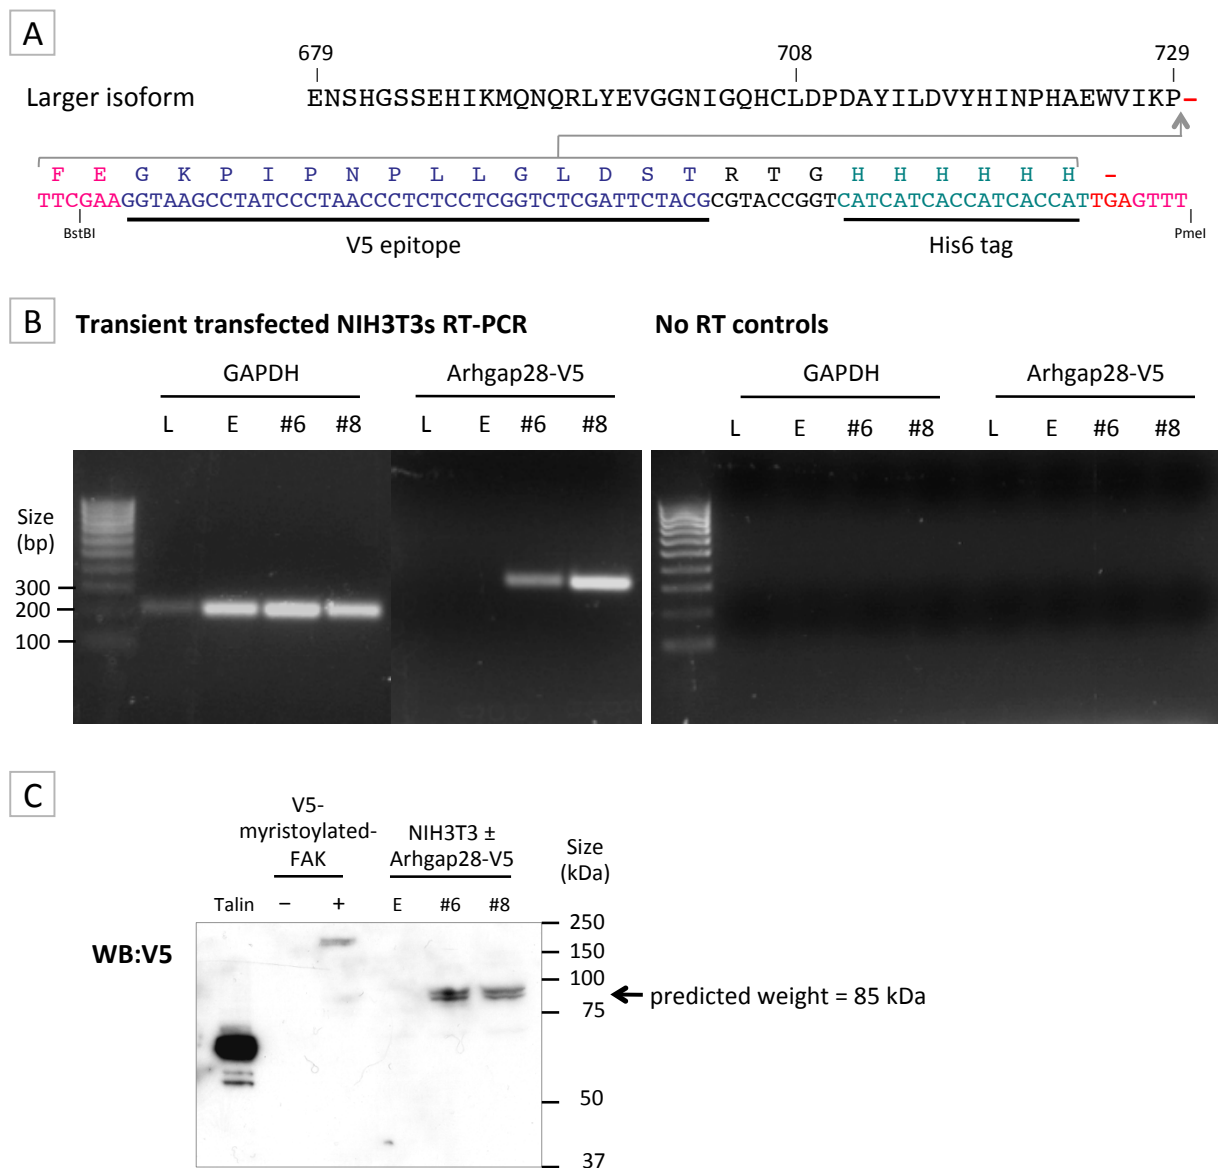 A
679 708 729
Larger isoform ENSHGSSEHIKMQNQRLYEVGGNIGQHCLDPDAYILDVYHINPHAEWVIKP–
F E G K P I P N P L L G L D S T R T G H H H H H H –
TTCGAAGGTAAGCCTATCCCTAACCCTCTCCTCGGTCTCGATTCTACGCGTACCGGTCATCATCACCATCACCATTGAGTTT
BstBI PmeI
V5 epitope His6 tag
B Transient transfected NIH3T3s RT-PCR No RT controls
GAPDH Arhgap28-V5 GAPDH Arhgap28-V5
L E #6 #8 L E #6 #8 L E #6 #8 L E #6 #8
Size
(bp)
300
200
100
C
V5-
myristoylated-
FAK
NIH3T3 ±
Arhgap28-V5
Size
(kDa)
Talin – + E #6 #8
WB:V5
250
150
100
75
50
37
predicted weight = 85 kDa